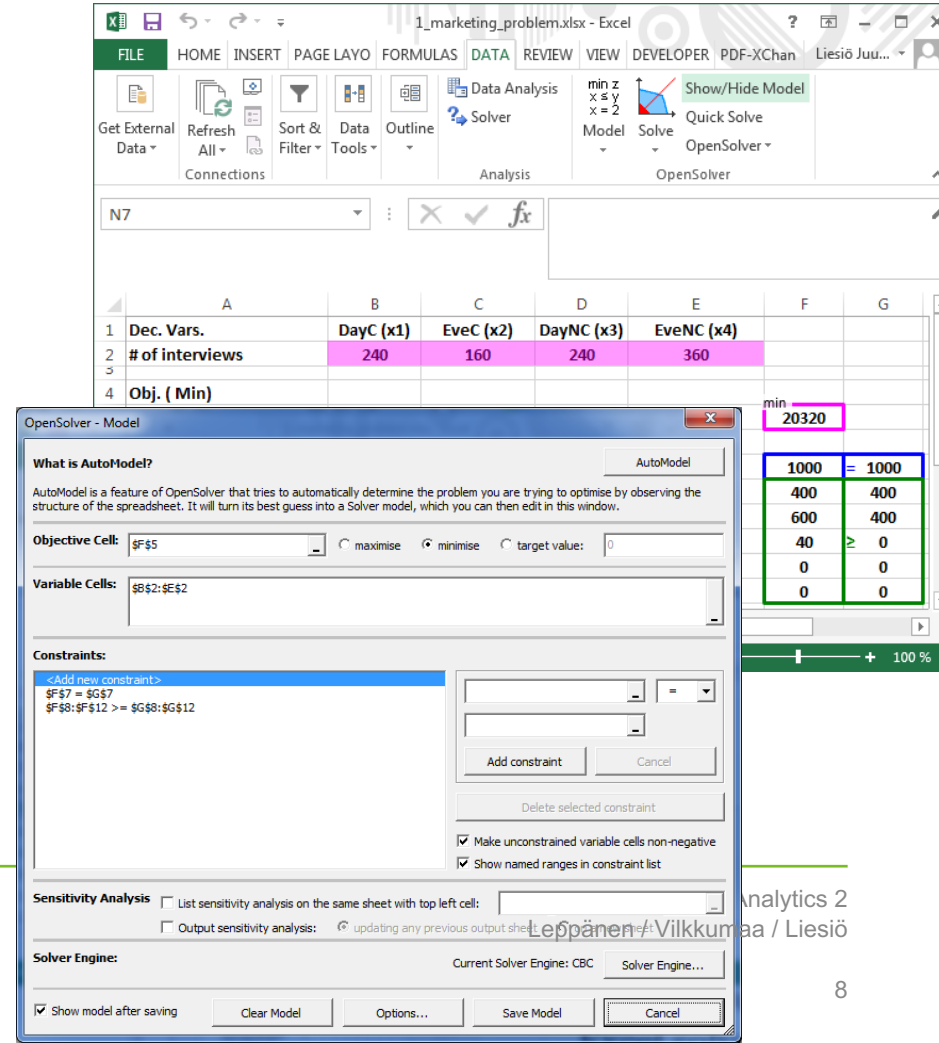 1_marketing_problem.xlsx - Excel
FILE HOME INSERT PAGE LAYO FORMULAS DATA REVIEW VIEW DEVELOPER PDF-XChan Liesiö Juu...
Get External Data
Refresh All
Connections
Sort & Filter
Data Tools
Outline
Data Analysis
Solver
Analysis
min z
x ≤ y
x = 2
Model
Solve
Show/Hide Model
Quick Solve
OpenSolver
OpenSolver
N7
fx
A B C D E F G
1 Dec. Vars. DayC (x1) EveC (x2) DayNC (x3) EveNC (x4)
2 # of interviews 240 160 240 360
3
4 Obj. ( Min)
min
20320
1000 = 1000
400 400
600 400
40 ≥ 0
0 0
0 0
100 %
OpenSolver - Model
What is AutoModel?
AutoModel
AutoModel is a feature of OpenSolver that tries to automatically determine the problem you are trying to optimise by observing the
structure of the spreadsheet. It will turn its best guess into a Solver model, which you can then edit in this window.
Objective Cell: $F$5 maximise minimise target value: 0
Variable Cells: $B$2:$E$2
Constraints:
<Add new constraint>
$F$7 = $G$7
$F$8:$F$12 >= $G$8:$G$12
=
Add constraint Cancel
Delete selected constraint
Make unconstrained variable cells non-negative
Show named ranges in constraint list
Sensitivity Analysis List sensitivity analysis on the same sheet with top left cell:
Output sensitivity analysis: updating any previous output sheet
Solver Engine: Current Solver Engine: CBC Solver Engine...
Show model after saving Clear Model Options... Save Model Cancel
Analytics 2
Leppänen / Vilkkumaa / Liesiö
8